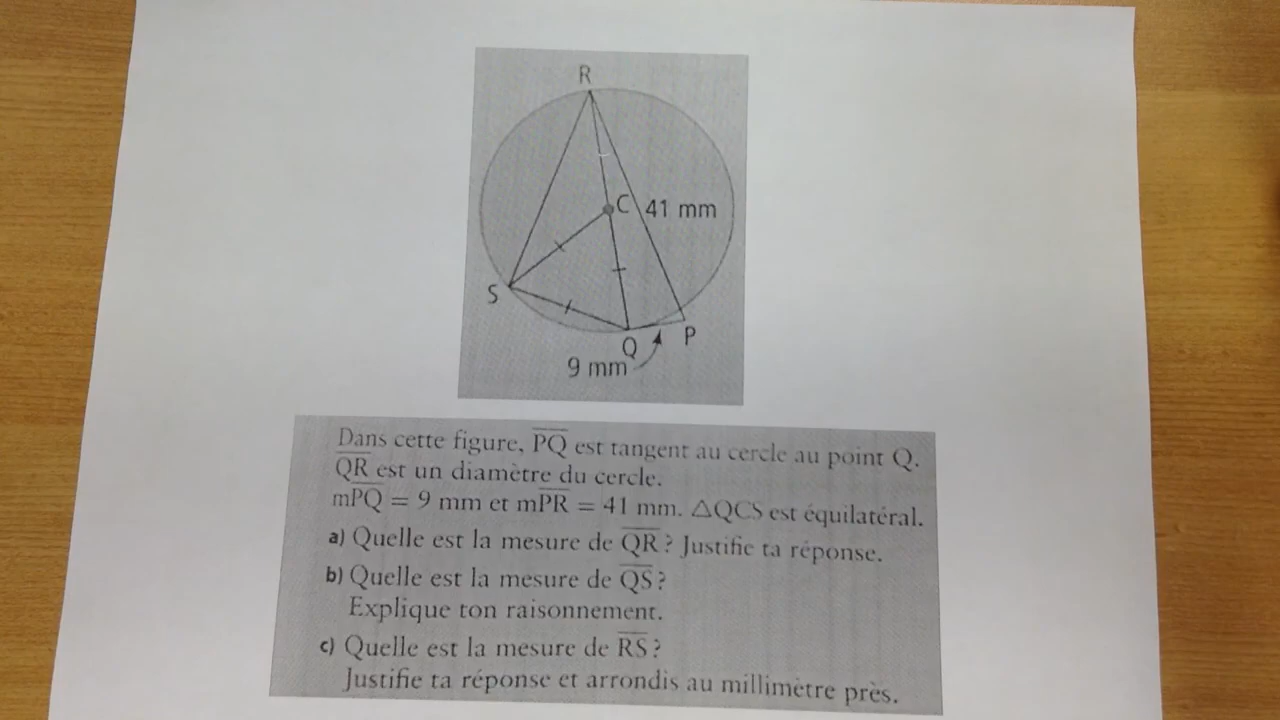 R
C 41 mm
S
Q
P
9 mm
Dans cette figure, PQ est tangent au cercle au point Q.
QR est un diamètre du cercle.
mPQ = 9 mm et mPR = 41 mm. △QCS est équilatéral.
a) Quelle est la mesure de QR? Justifie ta réponse.
b) Quelle est la mesure de QS?
Explique ton raisonnement.
c) Quelle est la mesure de RS?
Justifie ta réponse et arrondis au millimètre près.